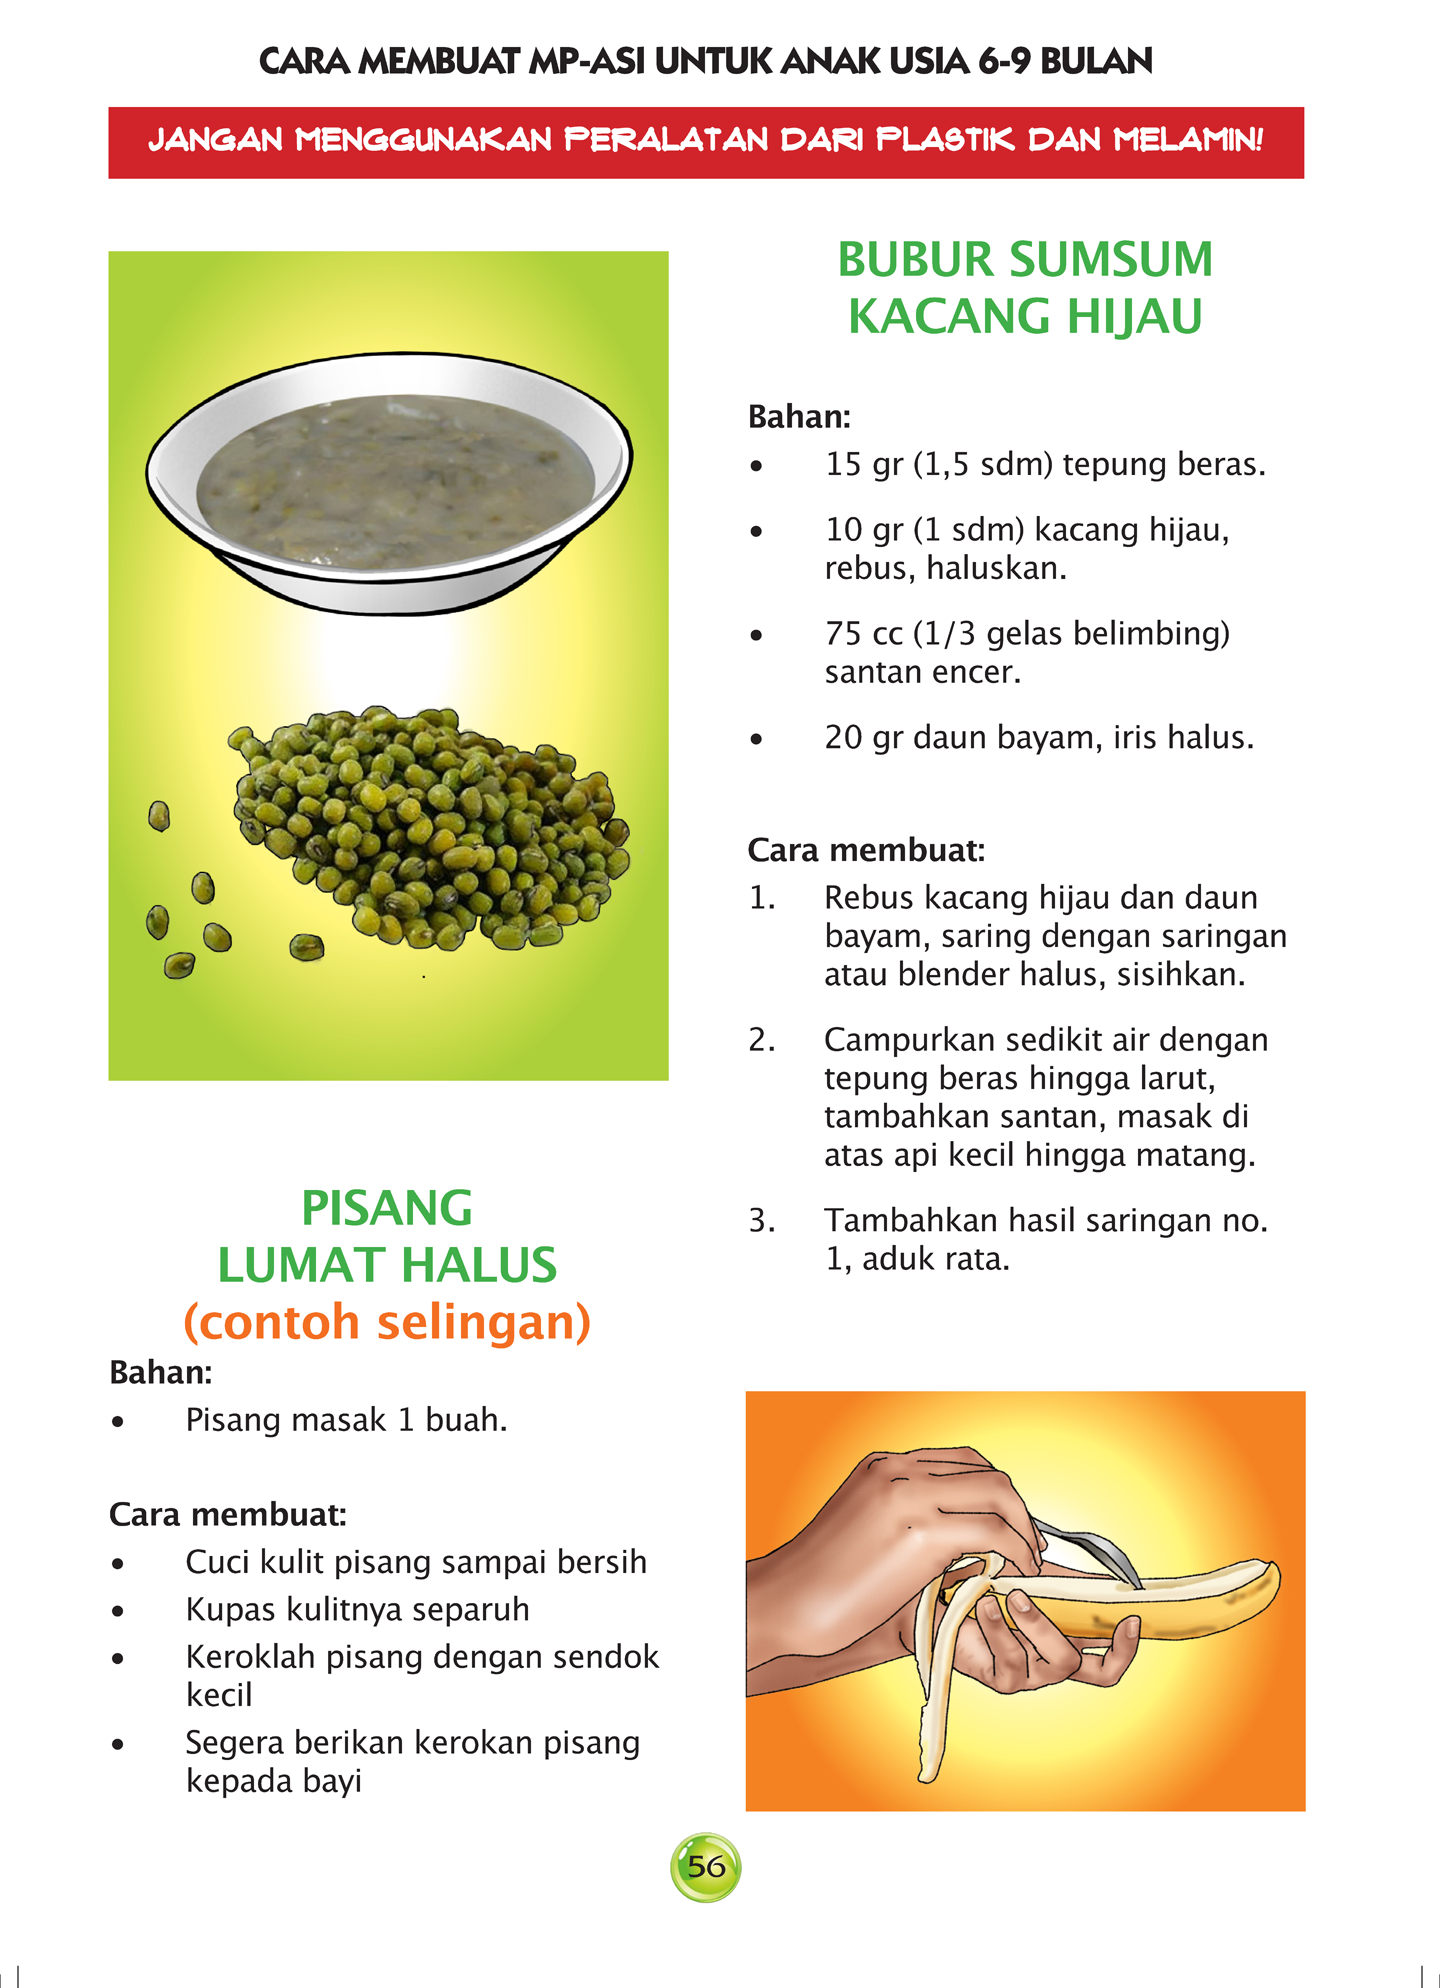 CARA MEMBUAT MP-ASI UNTUK ANAK USIA 6-9 BULAN
JANGAN MENGGUNAKAN PERALATAN DARI PLASTIK DAN MELAMIN!
BUBUR SUMSUM
KACANG HIJAU
Bahan:
• 15 gr (1,5 sdm) tepung beras.
• 10 gr (1 sdm) kacang hijau,
rebus, haluskan.
• 75 cc (1/3 gelas belimbing)
santan encer.
• 20 gr daun bayam, iris halus.
Cara membuat:
1. Rebus kacang hijau dan daun
bayam, saring dengan saringan
atau blender halus, sisihkan.
2. Campurkan sedikit air dengan
tepung beras hingga larut,
tambahkan santan, masak di
atas api kecil hingga matang.
3. Tambahkan hasil saringan no.
1, aduk rata.
PISANG
LUMAT HALUS
(contoh selingan)
Bahan:
• Pisang masak 1 buah.
Cara membuat:
• Cuci kulit pisang sampai bersih
• Kupas kulitnya separuh
• Keroklah pisang dengan sendok
kecil
• Segera berikan kerokan pisang
kepada bayi
56